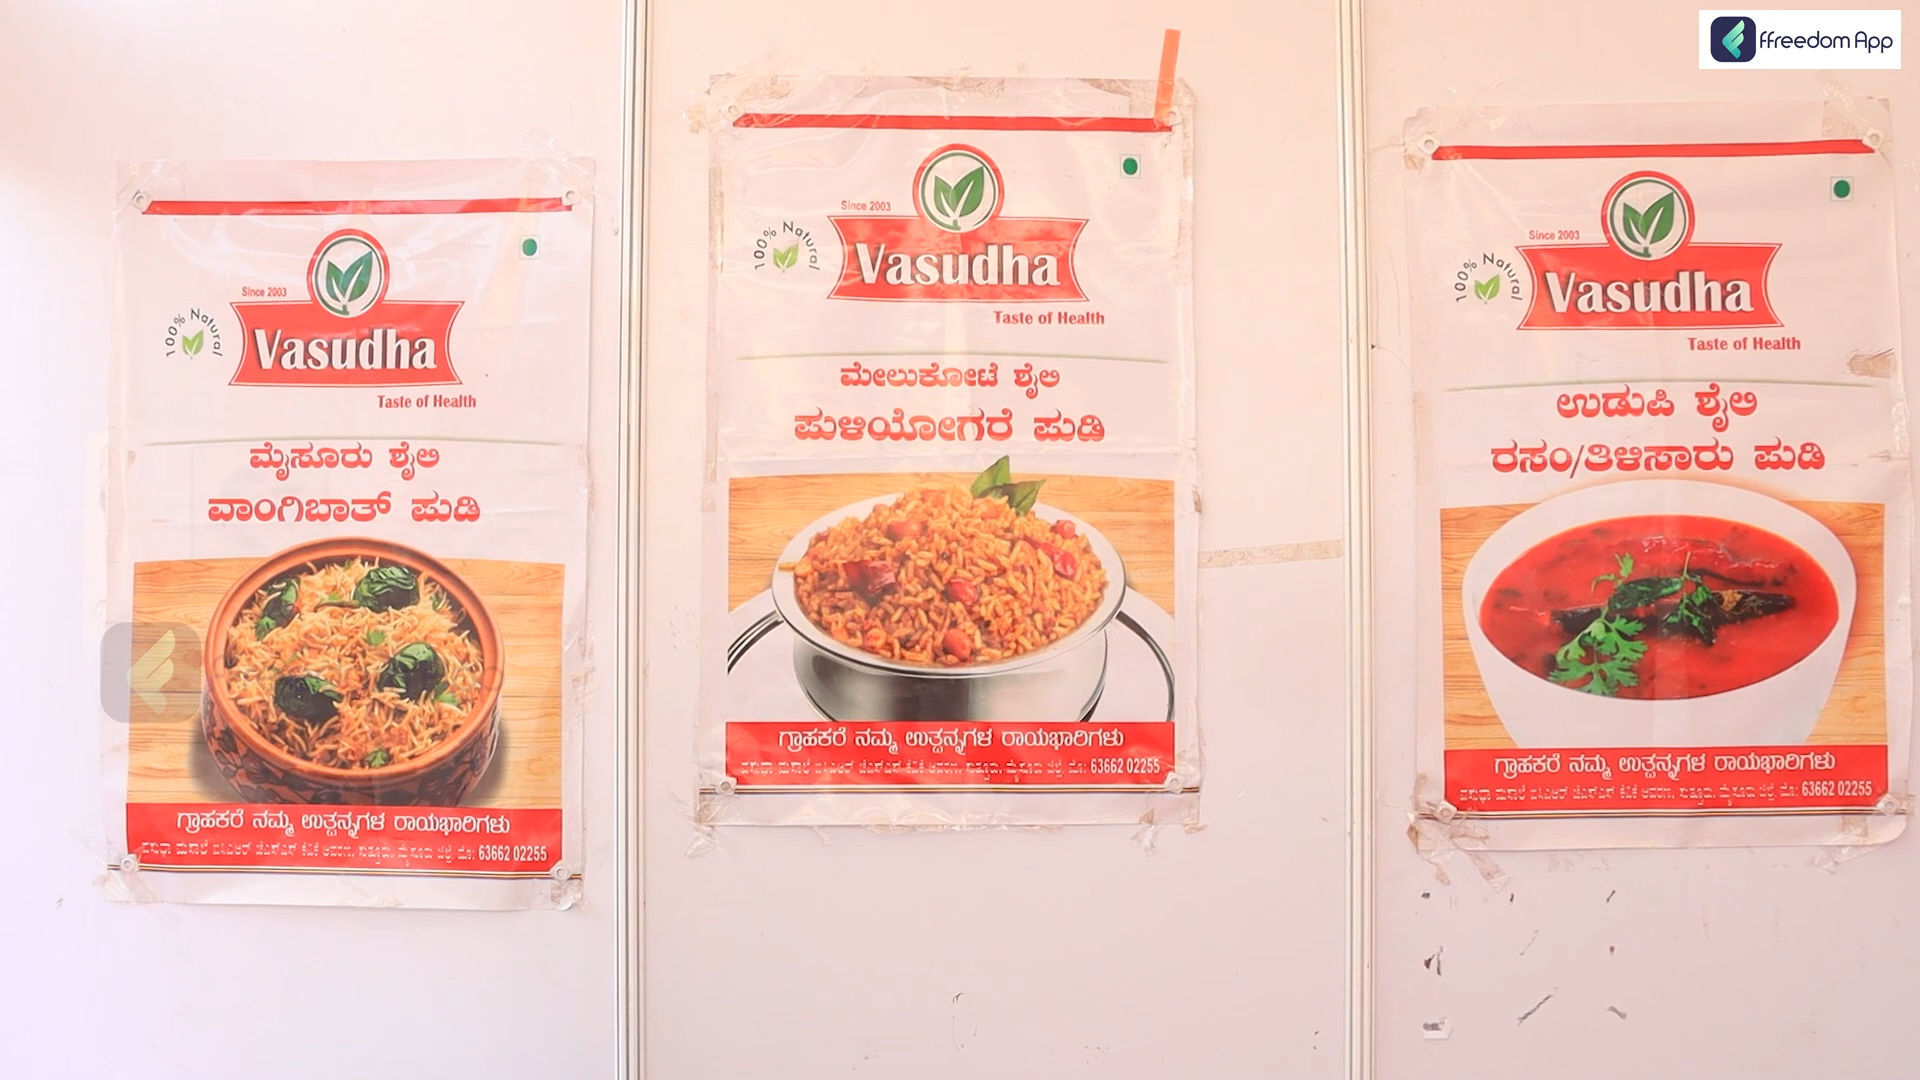 ffreedom App
Since 2003
100% Natural
Vasudha
Taste of Health
ಮೈಸೂರು ಶೈಲಿ
ವಾಂಗಿಬಾತ್ ಪುಡಿ
ಗ್ರಾಹಕರೆ ನಮ್ಮ ಉತ್ಪನ್ನಗಳ ರಾಯಭಾರಿಗಳು
ಸುತ್ತೂರು, ಮೈಸೂರು ಜಿಲ್ಲೆ. ಮೊ: 63662 02255
Since 2003
100% Natural
Vasudha
Taste of Health
ಮೇಲುಕೋಟೆ ಶೈಲಿ
ಪುಳಿಯೋಗರೆ ಪುಡಿ
ಗ್ರಾಹಕರೆ ನಮ್ಮ ಉತ್ಪನ್ನಗಳ ರಾಯಭಾರಿಗಳು
ಸುತ್ತೂರು, ಮೈಸೂರು ಜಿಲ್ಲೆ. ಮೊ: 63662 02255
Since 2003
100% Natural
Vasudha
Taste of Health
ಉಡುಪಿ ಶೈಲಿ
ರಸಂ/ತಿಳಿಸಾರು ಪುಡಿ
ಗ್ರಾಹಕರೆ ನಮ್ಮ ಉತ್ಪನ್ನಗಳ ರಾಯಭಾರಿಗಳು
ಸುತ್ತೂರು, ಮೈಸೂರು ಜಿಲ್ಲೆ. ಮೊ: 63662 02255